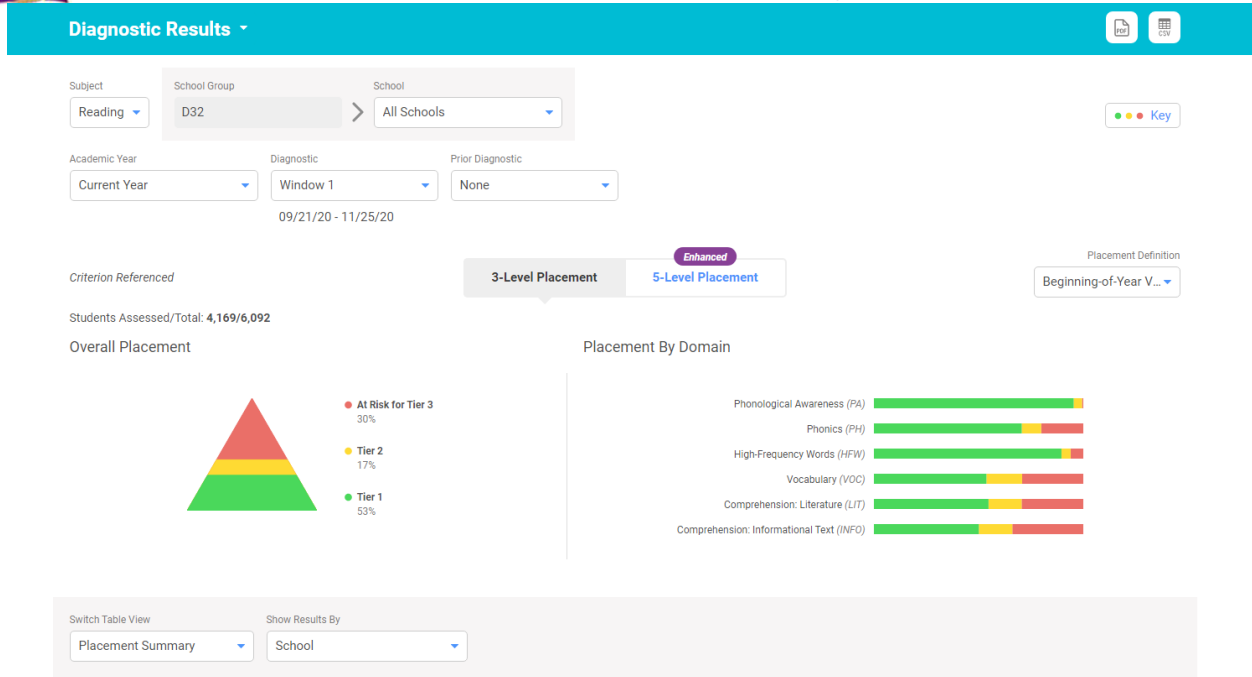 Diagnostic Results
PDF
CSV
Subject
School Group
School
Reading
D32
All Schools
Key
Academic Year
Diagnostic
Prior Diagnostic
Current Year
Window 1
None
09/21/20 - 11/25/20
Enhanced
Placement Definition
Criterion Referenced
3-Level Placement
5-Level Placement
Beginning-of-Year V...
Students Assessed/Total: 4,169/6,092
Overall Placement
Placement By Domain
At Risk for Tier 3
30%
Tier 2
17%
Tier 1
53%
Phonological Awareness (PA)
Phonics (PH)
High-Frequency Words (HFW)
Vocabulary (VOC)
Comprehension: Literature (LIT)
Comprehension: Informational Text (INFO)
Switch Table View
Show Results By
Placement Summary
School